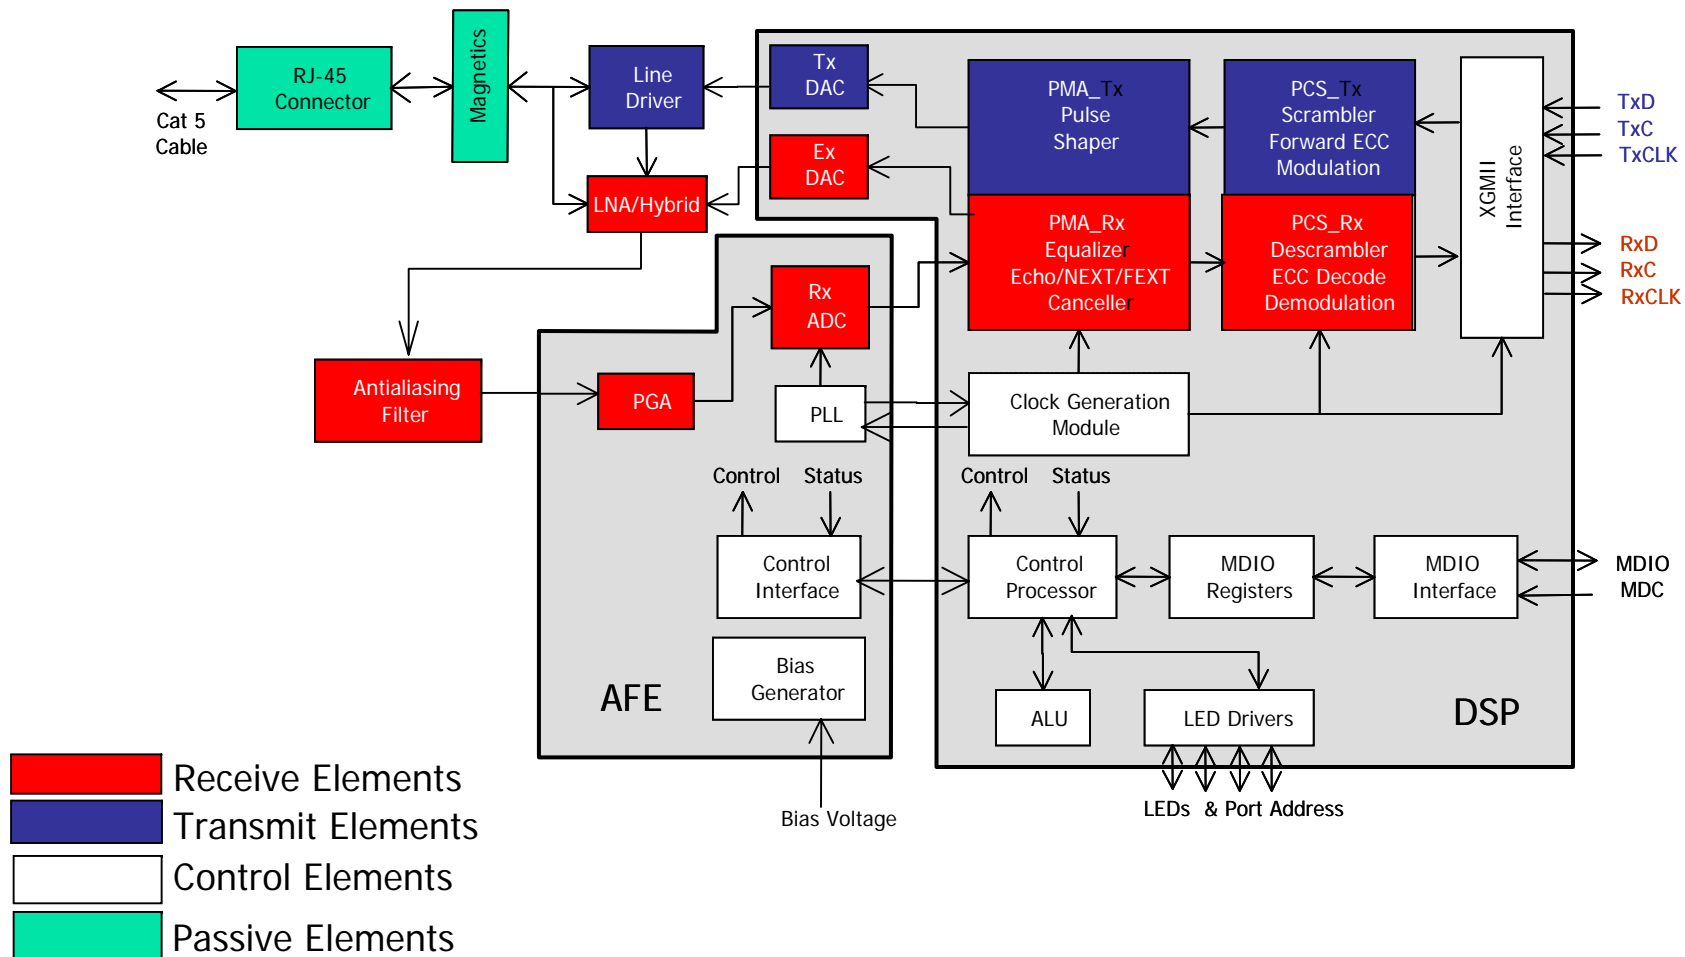 RJ-45
Connector
Cat 5
Cable
Magnetics
Line
Driver
LNA/Hybrid
Tx
DAC
Ex
DAC
PMA_Tx
Pulse
Shaper
PCS_Tx
Scrambler
Forward ECC
Modulation
XGMII
Interface
TxD
TxC
TxCLK
RxD
RxC
RxCLK
PMA_Rx
Equalizer
Echo/NEXT/FEXT
Canceller
PCS_Rx
Descrambler
ECC Decode
Demodulation
Rx
ADC
Antialiasing
Filter
PGA
PLL
Clock Generation
Module
Control
Status
Control
Status
Control
Interface
Control
Processor
MDIO
Registers
MDIO
Interface
MDIO
MDC
Bias
Generator
AFE
ALU
LED Drivers
DSP
Bias Voltage
LEDs & Port Address
Receive Elements
Transmit Elements
Control Elements
Passive Elements